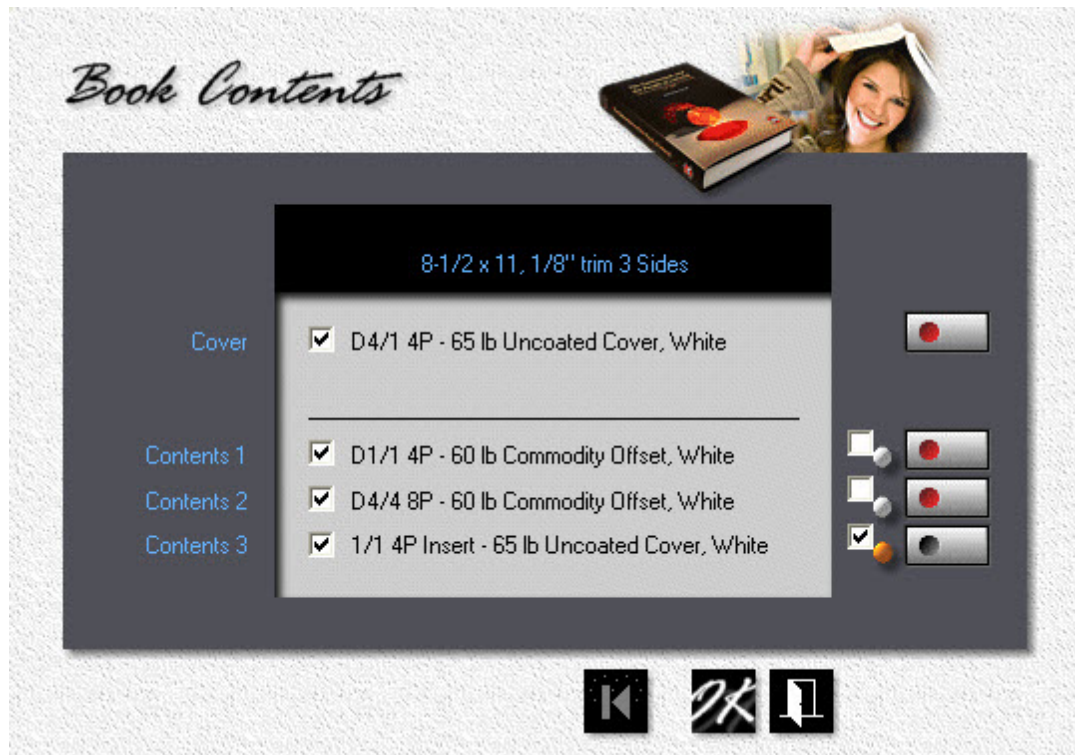 Book Contents
8-1/2 x 11, 1/8" trim 3 Sides
Cover
D4/1 4P - 65 lb Uncoated Cover, White
Contents 1
D1/1 4P - 60 lb Commodity Offset, White
Contents 2
D4/4 8P - 60 lb Commodity Offset, White
Contents 3
1/1 4P Insert - 65 lb Uncoated Cover, White
OK